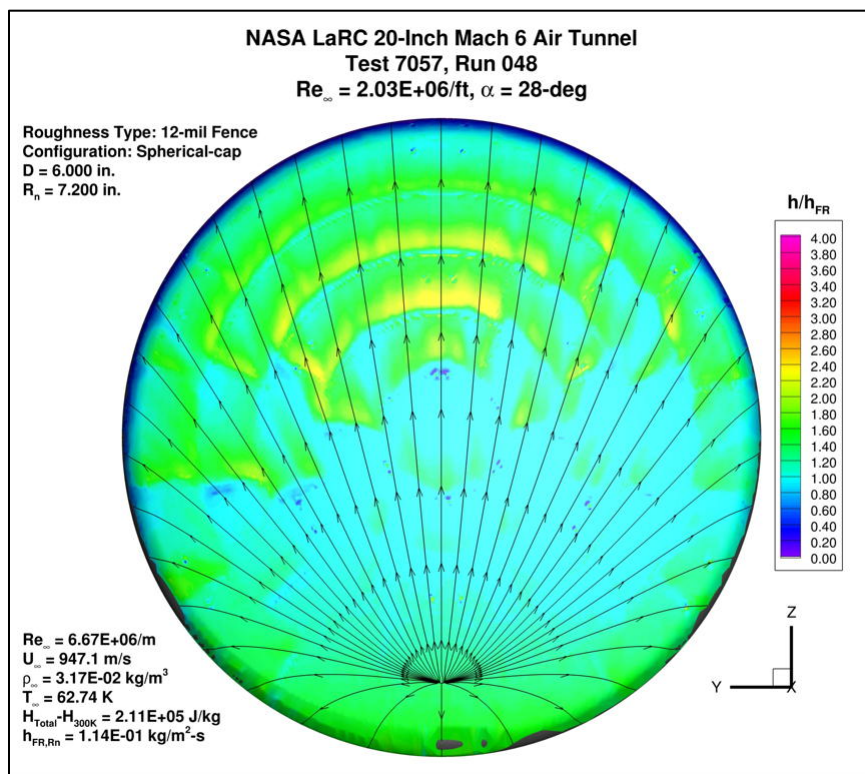 NASA LaRC 20-Inch Mach 6 Air Tunnel
Test 7057, Run 048
Re∞ = 2.03E+06/ft, α = 28-deg
Roughness Type: 12-mil Fence
Configuration: Spherical-cap
D = 6.000 in.
Rn = 7.200 in.
h/hFR
4.00
3.80
3.60
3.40
3.20
3.00
2.80
2.60
2.40
2.20
2.00
1.80
1.60
1.40
1.20
1.00
0.80
0.60
0.40
0.20
0.00
Re∞ = 6.67E+06/m
U∞ = 947.1 m/s
ρ∞ = 3.17E-02 kg/m³
T∞ = 62.74 K
HTotal-H300K = 2.11E+05 J/kg
hFR,Rn = 1.14E-01 kg/m²-s
Z
Y
X